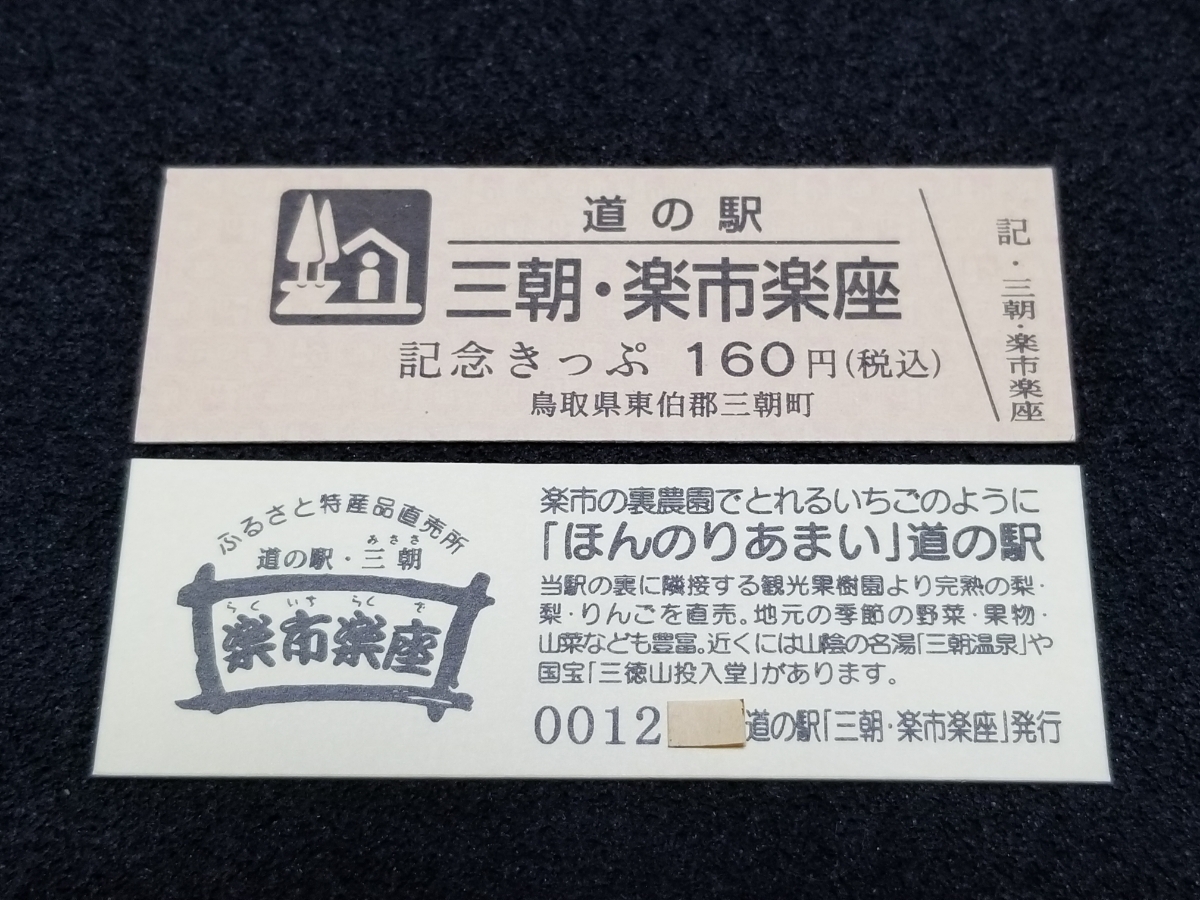 道の駅
三朝・楽市楽座
記念きっぷ 160円(税込)
鳥取県東伯郡三朝町
記・三朝・楽市楽座
ふるさと特産品直売所
みささ
道の駅・三朝
らくいちらくざ
楽市楽座
楽市の裏農園でとれるいちごのように
「ほんのりあまい」道の駅
当駅の裏に隣接する観光果樹園より完熟の梨・
梨・りんごを直売。地元の季節の野菜・果物・
山菜なども豊富。近くには山陰の名湯「三朝温泉」や
国宝「三徳山投入堂」があります。
0012 道の駅「三朝・楽市楽座」発行